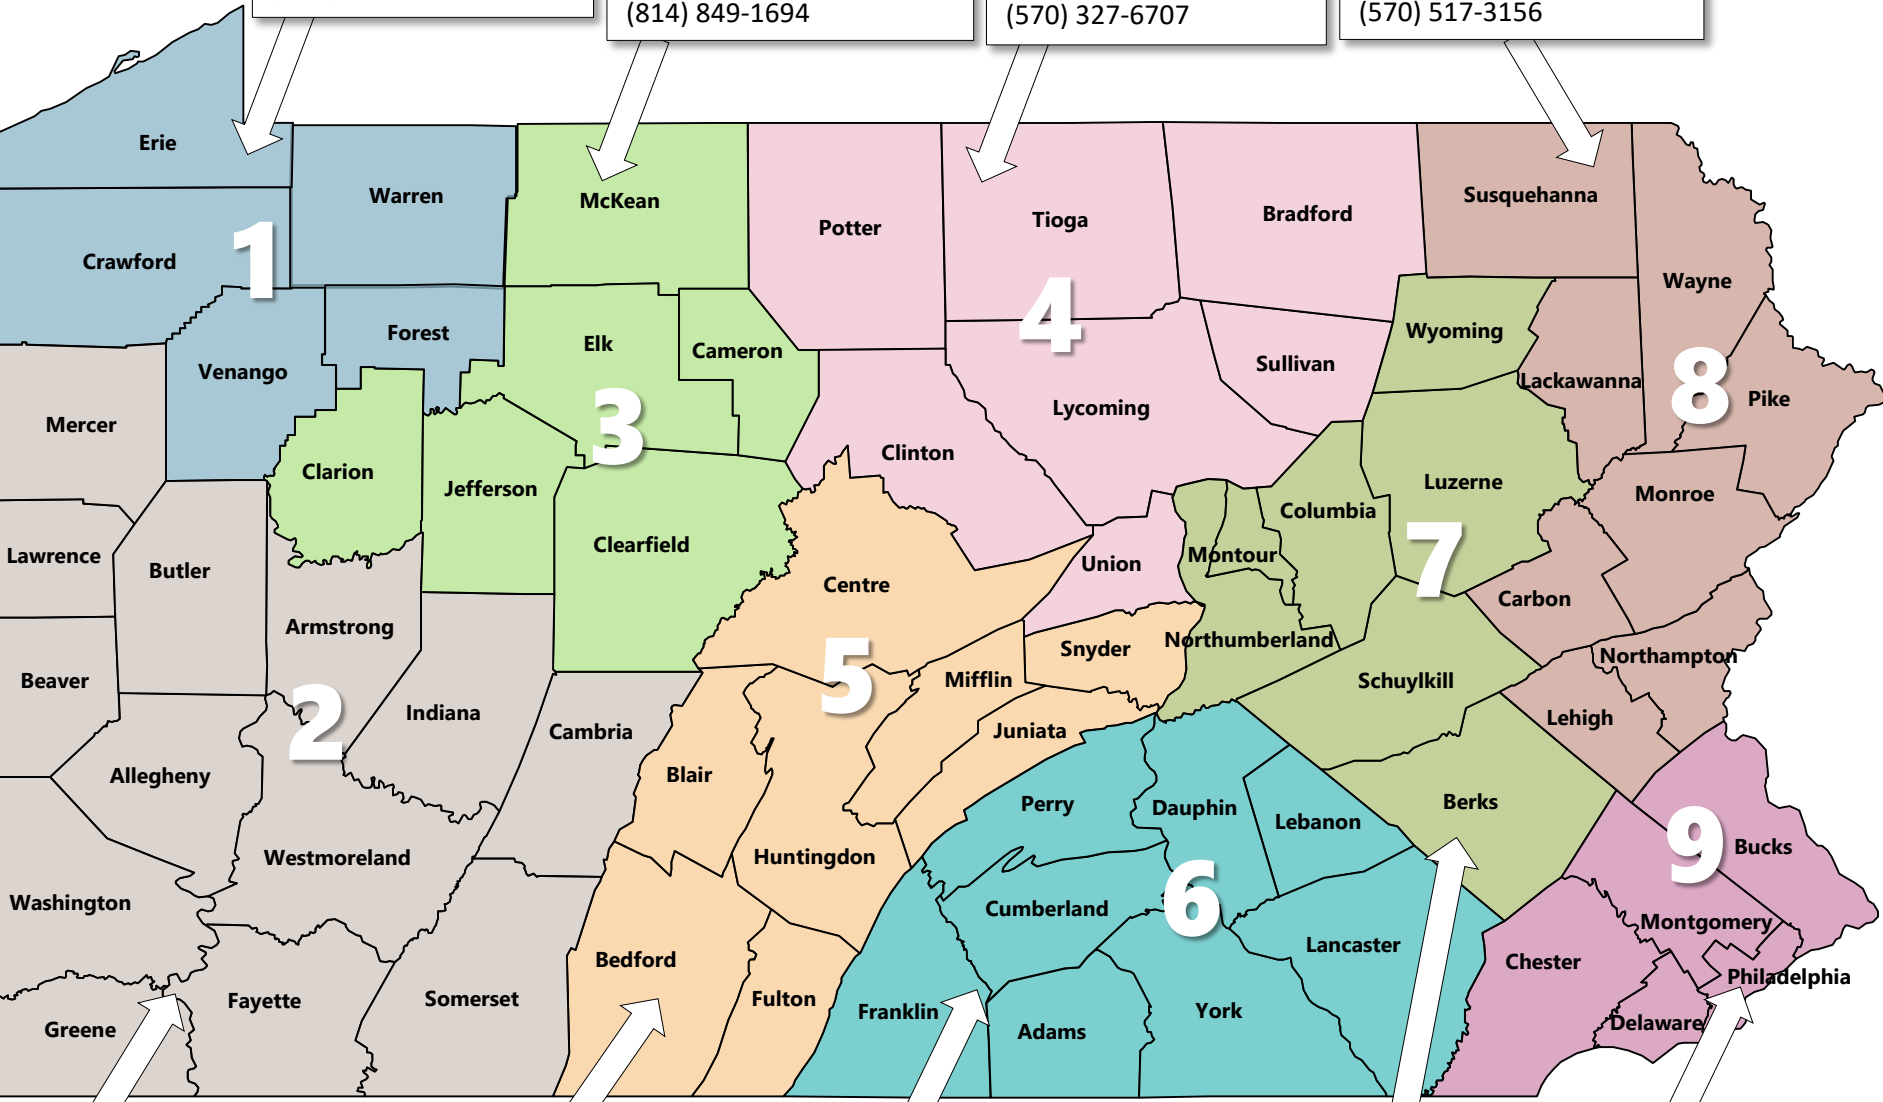 (814) 849-1694
(570) 327-6707
(570) 517-3156
Erie
Warren
McKean
Potter
Tioga
Bradford
Susquehanna
Crawford
1
Wayne
Forest
Elk
Cameron
4
Wyoming
Venango
Sullivan
Lackawanna
8
Pike
Mercer
3
Lycoming
Clarion
Jefferson
Clinton
Luzerne
Monroe
Columbia
Lawrence
Butler
Clearfield
Centre
Union
Montour
7
Carbon
Armstrong
Snyder
Northumberland
Northampton
Beaver
5
Mifflin
Schuylkill
2
Indiana
Cambria
Juniata
Lehigh
Allegheny
Blair
Perry
Dauphin
Lebanon
Berks
Westmoreland
Huntingdon
9
Bucks
Washington
Cumberland
6
Montgomery
Bedford
Lancaster
Chester
Philadelphia
Greene
Fayette
Somerset
Fulton
Franklin
Adams
York
Delaware